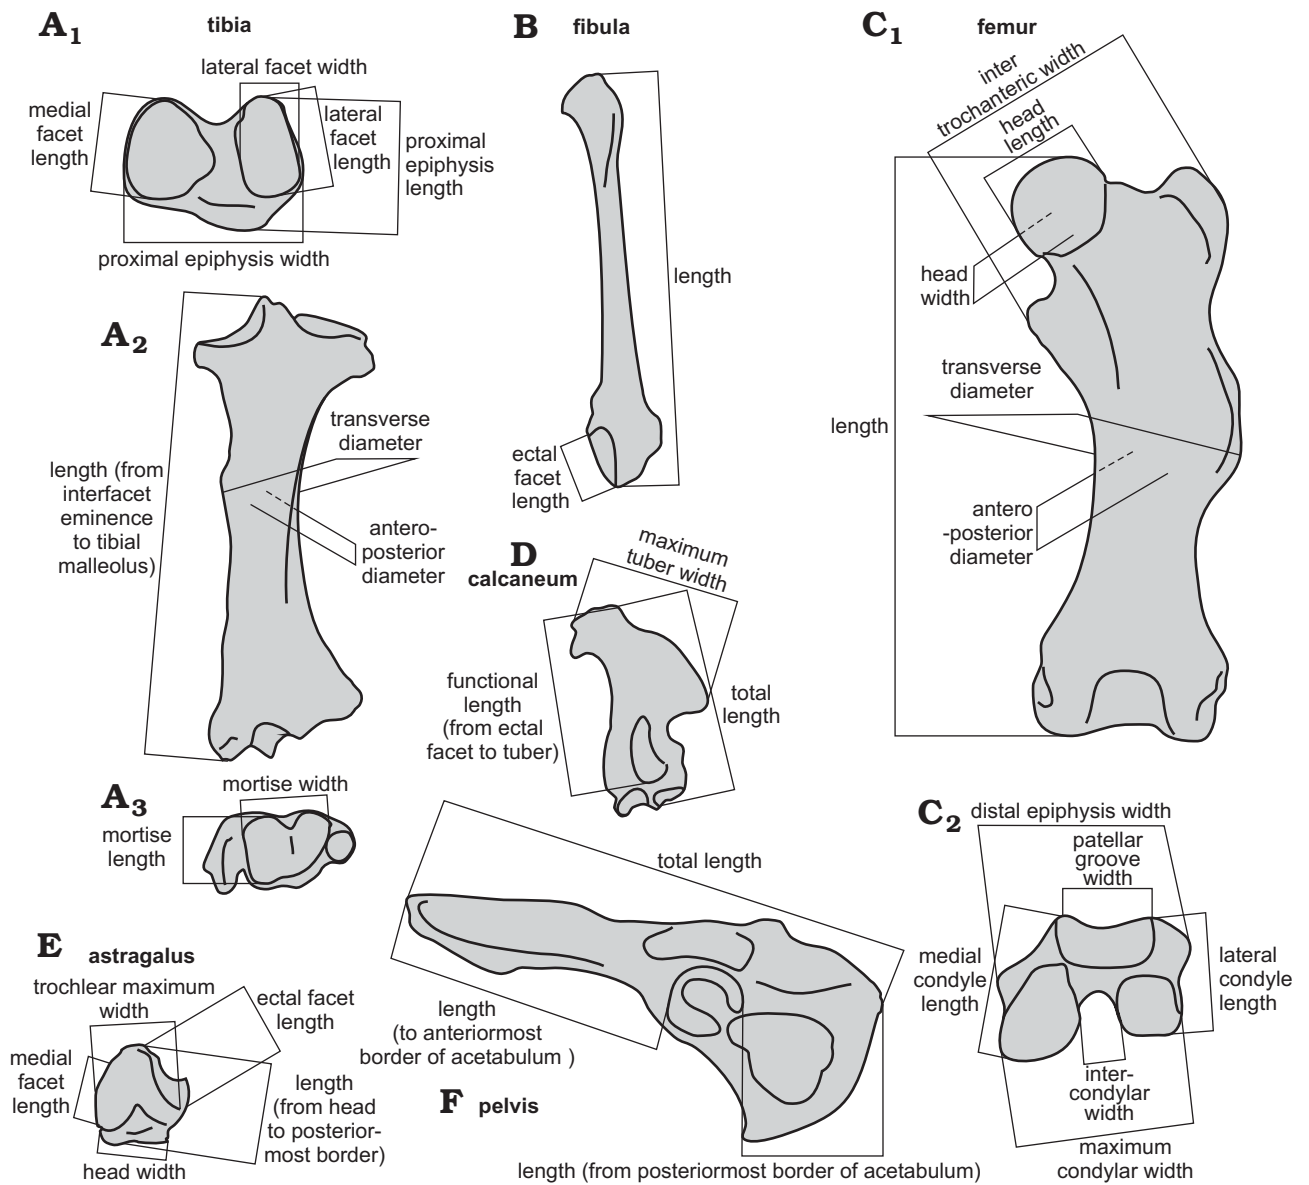 A1
tibia
lateral facet width
medial
facet
length
lateral
facet
length
proximal
epiphysis
length
proximal epiphysis width
A2
transverse
diameter
length (from
interfacet
eminence
to tibial
malleolus)
antero-
posterior
diameter
A3
mortise width
mortise
length
B
fibula
length
ectal
facet
length
C1
femur
inter
trochanteric width
head
length
head
width
transverse
diameter
length
antero
-posterior
diameter
C2
distal epiphysis width
patellar
groove
width
medial
condyle
length
lateral
condyle
length
inter-
condylar
width
maximum
condylar width
D
calcaneum
maximum
tuber width
functional
length
(from ectal
facet to tuber)
total
length
E
astragalus
trochlear maximum
width
ectal facet
length
medial
facet
length
length
(from head
to posterior-
most border)
head width
F
pelvis
total length
length
(to anteriormost
border of acetabulum )
length (from posteriormost border of acetabulum)